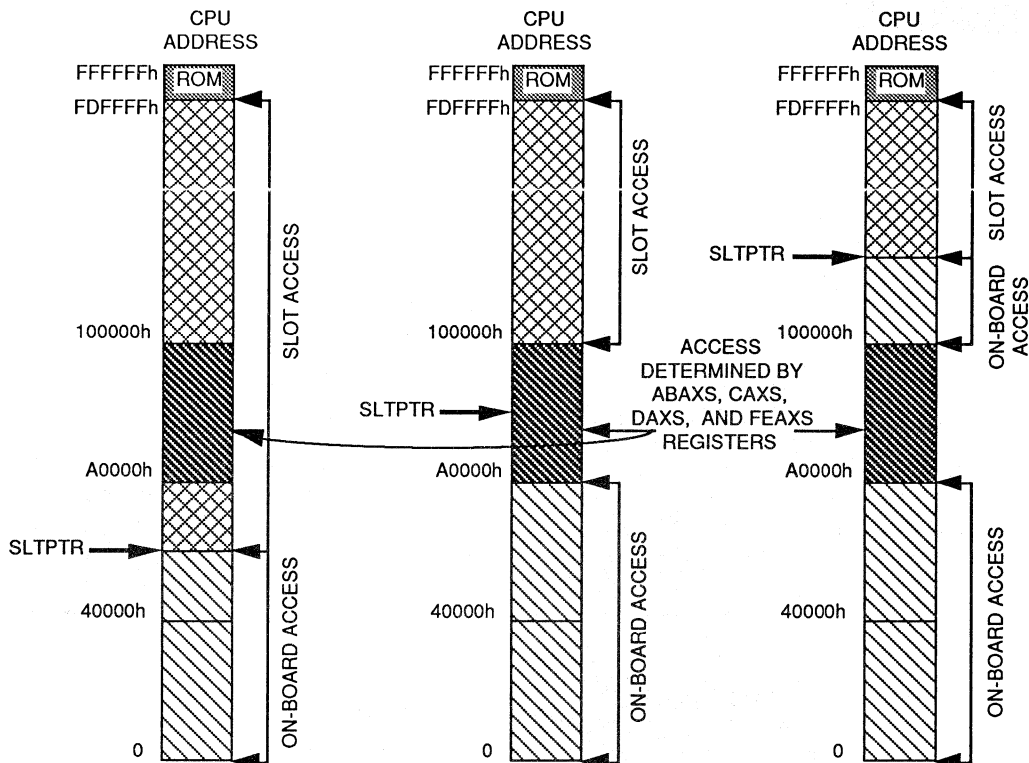 CPU
ADDRESS
FFFFFFh
ROM
FDFFFFh
SLOT ACCESS
100000h
A0000h
SLTPTR
40000h
ON-BOARD ACCESS
0
CPU
ADDRESS
FFFFFFh
ROM
FDFFFFh
SLOT ACCESS
100000h
SLTPTR
A0000h
40000h
ON-BOARD ACCESS
0
ACCESS
DETERMINED BY
ABAXS, CAXS,
DAXS, AND FEAXS
REGISTERS
CPU
ADDRESS
FFFFFFh
ROM
FDFFFFh
SLOT ACCESS
SLTPTR
ON-BOARD
ACCESS
100000h
A0000h
40000h
ON-BOARD ACCESS
0